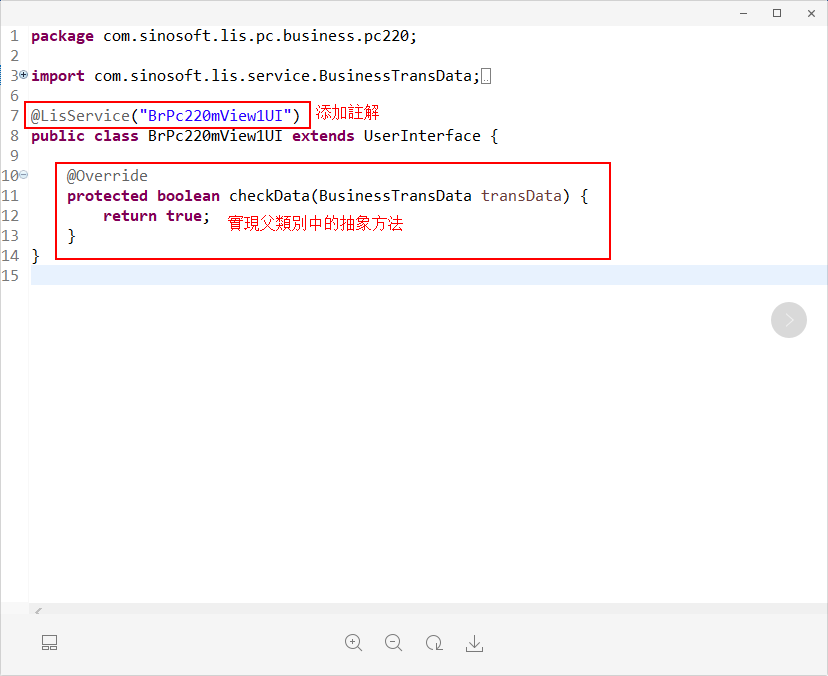 1 package com.sinosoft.lis.pc.business.pc220;
2
3 import com.sinosoft.lis.service.BusinessTransData;
6
7 @LisService("BrPc220mView1UI") 添加註解
8 public class BrPc220mView1UI extends UserInterface {
9
10 @Override
11 protected boolean checkData(BusinessTransData transData) {
12 return true; 實現父類別中的抽象方法
13 }
14 }
15